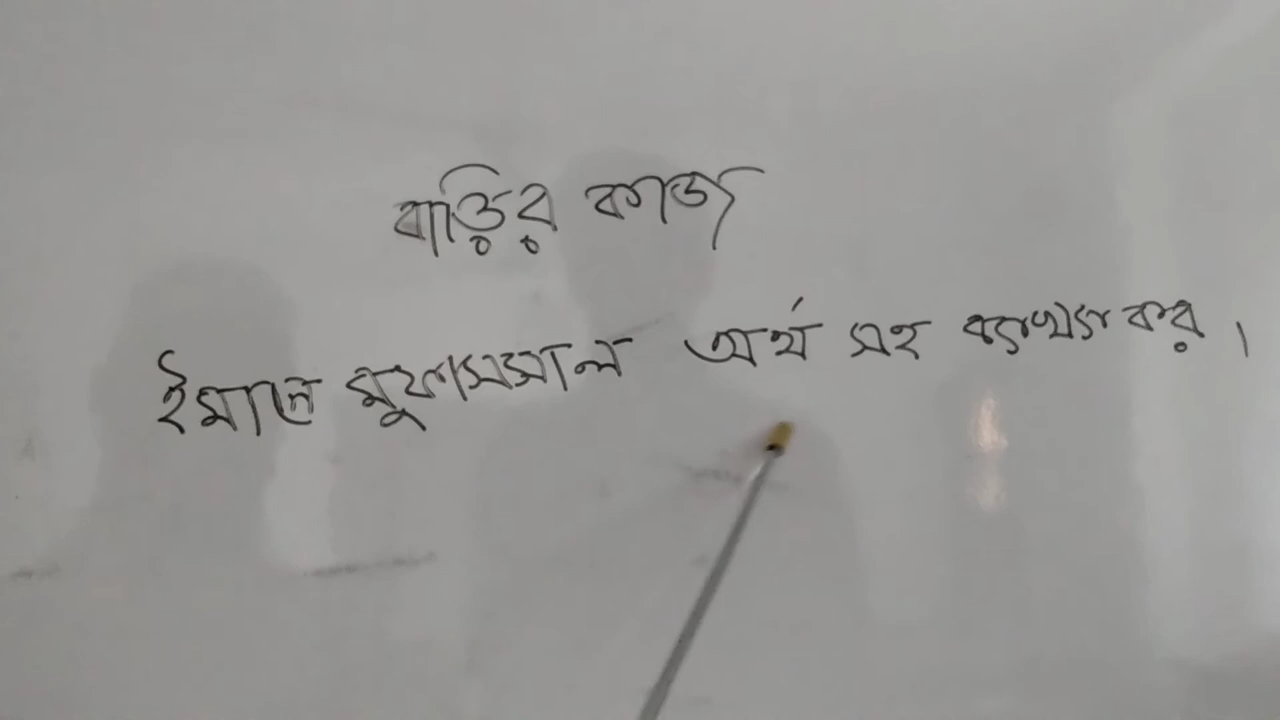 বাড়ির কাজ
ইমানে মুফাসসাল অর্থ সহ ব্যাখ্যা কর।